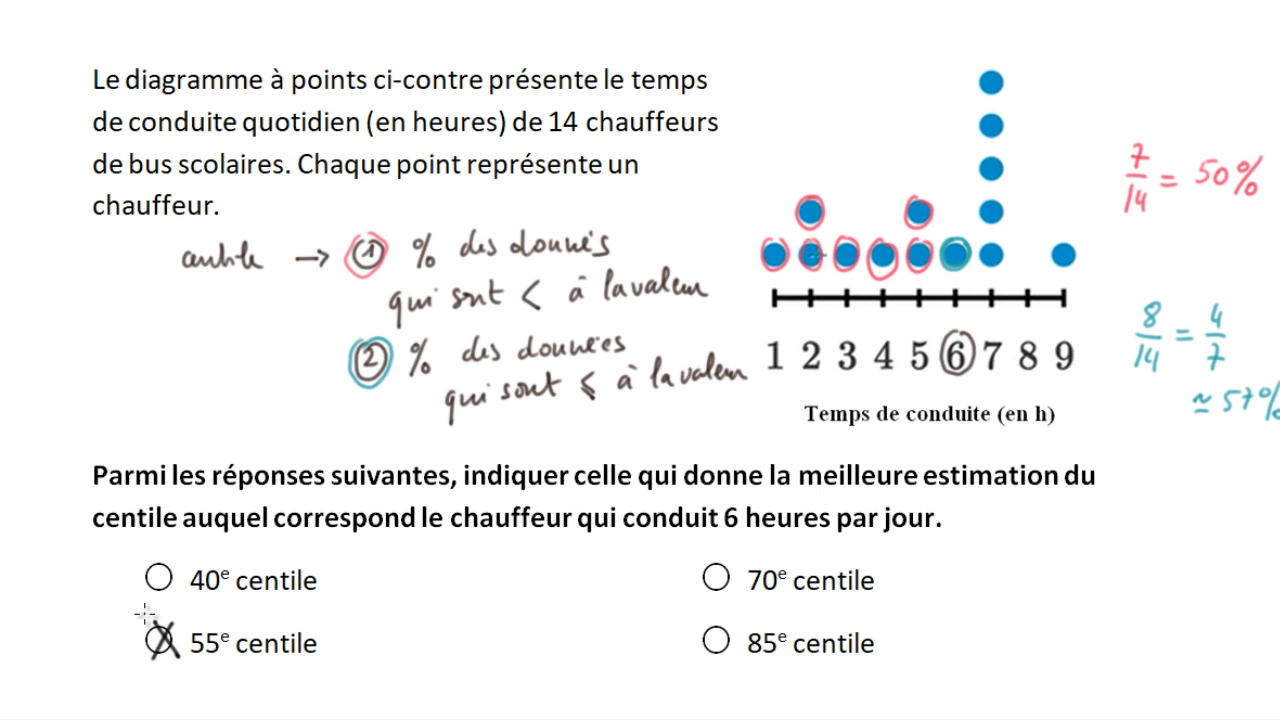 Le diagramme à points ci-contre présente le temps
de conduite quotidien (en heures) de 14 chauffeurs
de bus scolaires. Chaque point représente un
chauffeur.
centile → ① % des donnés
qui sont < à la valeur
② % des données
qui sont ⩽ à la valeur
1 2 3 4 5 6 7 8 9
Temps de conduite (en h)
7/14 = 50%
8/14 = 4/7
≃ 57%
Parmi les réponses suivantes, indiquer celle qui donne la meilleure estimation du
centile auquel correspond le chauffeur qui conduit 6 heures par jour.
40e centile
55e centile
70e centile
85e centile